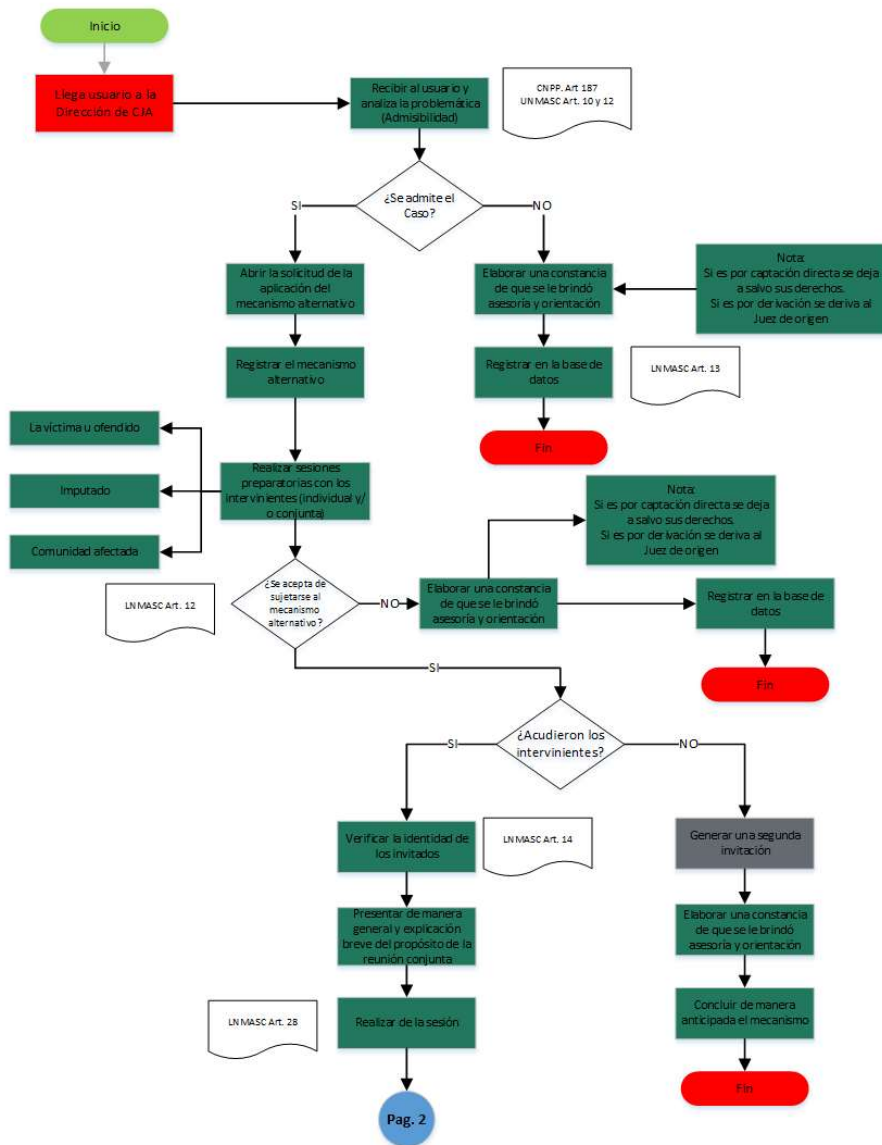 Inicio
Llega usuario a la
Dirección de CJA
Recibir al usuario y
analiza la problemática
(Admisibilidad)
CNPP. Art 187
LNMASC Art. 10 y 12
¿Se admite el
Caso?
SI
NO
Abrir la solicitud de la
aplicación del
mecanismo alternativo
Elaborar una constancia
de que se le brindó
asesoría y orientación
Nota:
Si es por captación directa se deja
a salvo sus derechos.
Si es por derivación se deriva al
Juez de origen
Registrar el mecanismo
alternativo
Registrar en la base de
datos
LNMASC Art. 13
Fin
La víctima u ofendido
Imputado
Comunidad afectada
Realizar sesiones
preparatorias con los
intervinientes (individual y/
o conjunta)
Nota:
Si es por captación directa se deja
a salvo sus derechos.
Si es por derivación se deriva al
Juez de origen
LNMASC Art. 12
¿Se acepta de
sujetarse al
mecanismo
alternativo?
NO
Elaborar una constancia
de que se le brindó
asesoría y orientación
Registrar en la base de
datos
Fin
SI
¿Acudieron los
intervinientes?
SI
NO
Verificar la identidad de
los invitados
LNMASC Art. 14
Generar una segunda
invitación
Presentar de manera
general y explicación
breve del propósito de la
reunión conjunta
Elaborar una constancia
de que se le brindó
asesoría y orientación
LNMASC Art. 28
Realizar de la sesión
Concluir de manera
anticipada el mecanismo
Fin
Pag. 2